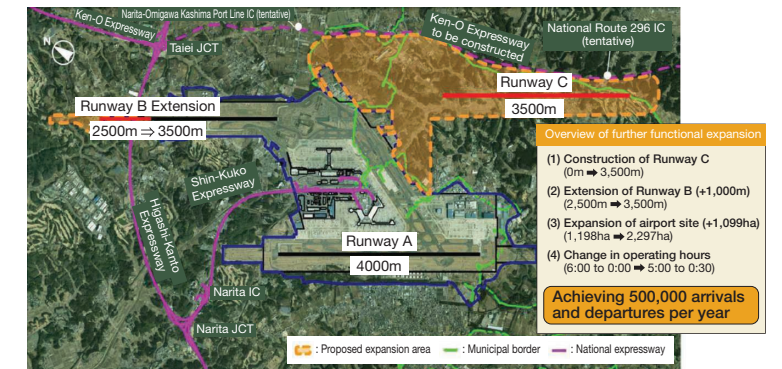 Ken-O Expressway
Narita-Omigawa Kashima Port Line IC (tentative)
Taiei JCT
N
Ken-O Expressway
to be constructed
National Route 296 IC
(tentative)
Runway C
3500m
Runway B Extension
2500m ⇒ 3500m
Shin-Kuko
Expressway
Higashi-Kanto
Expressway
Runway A
4000m
Narita IC
Narita JCT
Overview of further functional expansion
(1) Construction of Runway C
(0m ➡ 3,500m)
(2) Extension of Runway B (+1,000m)
(2,500m ➡ 3,500m)
(3) Expansion of airport site (+1,099ha)
(1,198ha ➡ 2,297ha)
(4) Change in operating hours
(6:00 to 0:00 ➡ 5:00 to 0:30)
Achieving 500,000 arrivals
and departures per year
: Proposed expansion area : Municipal border : National expressway